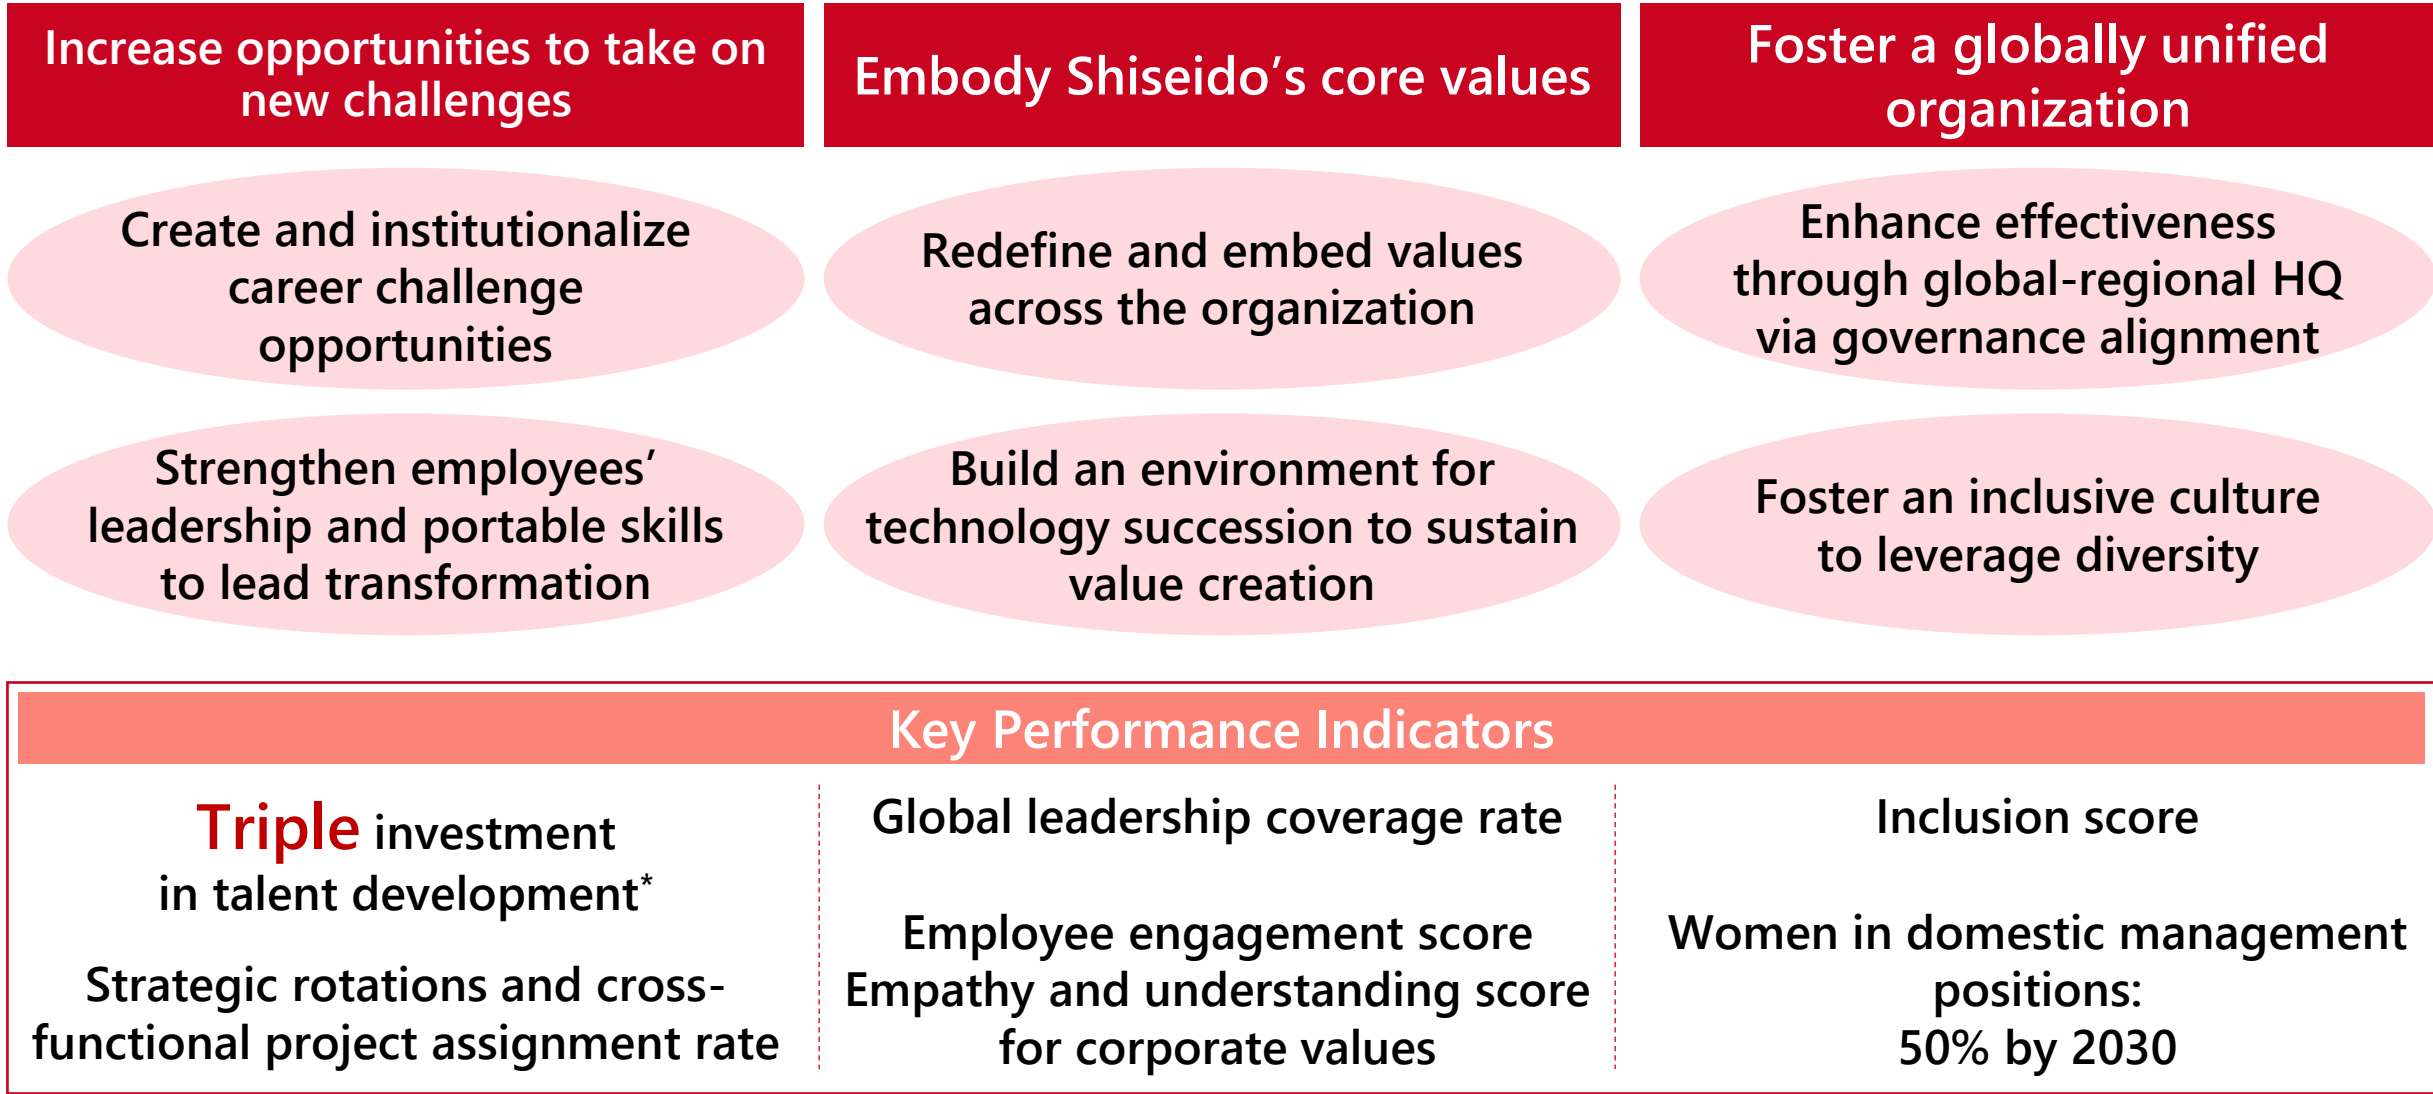 Increase opportunities to take on
new challenges
Embody Shiseido’s core values
Foster a globally unified
organization
Create and institutionalize
career challenge
opportunities
Redefine and embed values
across the organization
Enhance effectiveness
through global-regional HQ
via governance alignment
Strengthen employees’
leadership and portable skills
to lead transformation
Build an environment for
technology succession to sustain
value creation
Foster an inclusive culture
to leverage diversity
Key Performance Indicators
Triple investment
in talent development*
Strategic rotations and cross-
functional project assignment rate
Global leadership coverage rate
Employee engagement score
Empathy and understanding score
for corporate values
Inclusion score
Women in domestic management
positions:
50% by 2030